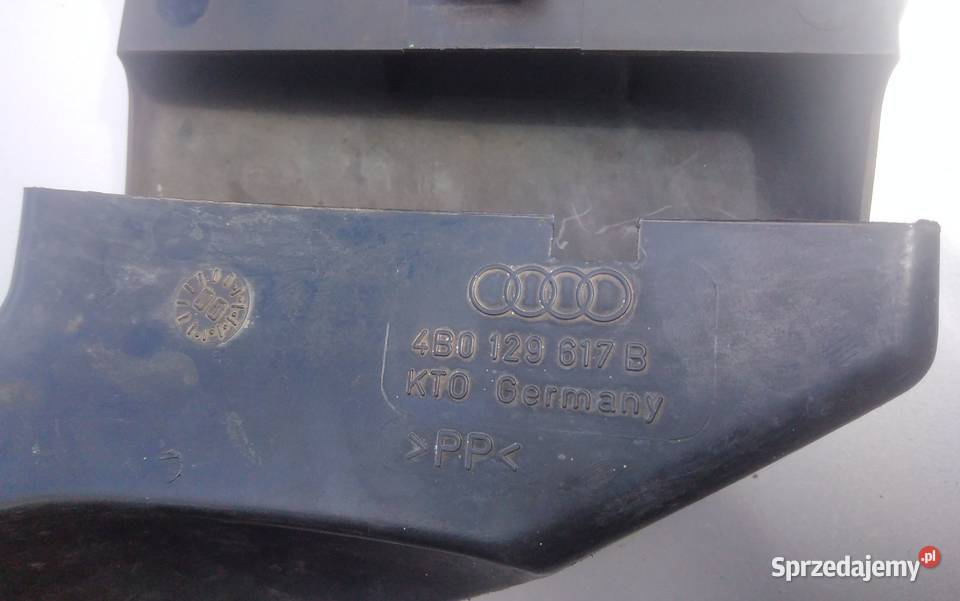 4B0 129 617 B
KTO Germany
>PP<
Sprzedajemy.pl